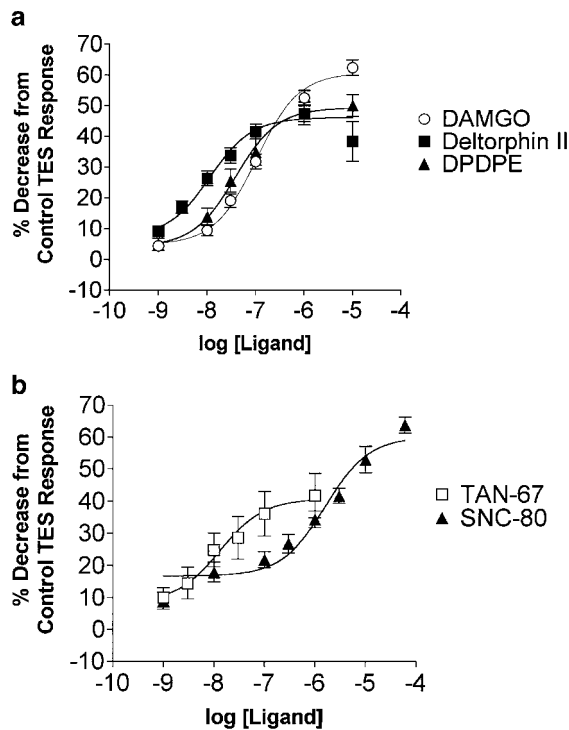 a
% Decrease from
Control TES Response
70
60
50
40
30
20
10
0
-10
-10 -9 -8 -7 -6 -5 -4
log [Ligand]
DAMGO
Deltorphin II
DPDPE
b
% Decrease from
Control TES Response
70
60
50
40
30
20
10
0
-10
-10 -9 -8 -7 -6 -5 -4
log [Ligand]
TAN-67
SNC-80